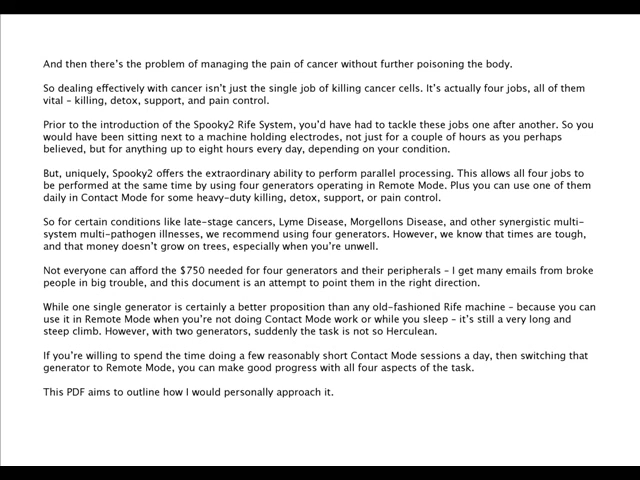 And then there's the problem of managing the pain of cancer without further poisoning the body.
So dealing effectively with cancer isn't just the single job of killing cancer cells. It's actually four jobs, all of them
vital – killing, detox, support, and pain control.
Prior to the introduction of the Spooky2 Rife System, you'd have had to tackle these jobs one after another. So you
would have been sitting next to a machine holding electrodes, not just for a couple of hours as you perhaps
believed, but for anything up to eight hours every day, depending on your condition.
But, uniquely, Spooky2 offers the extraordinary ability to perform parallel processing. This allows all four jobs to
be performed at the same time by using four generators operating in Remote Mode. Plus you can use one of them
daily in Contact Mode for some heavy-duty killing, detox, support, or pain control.
So for certain conditions like late-stage cancers, Lyme Disease, Morgellons Disease, and other synergistic multi-
system multi-pathogen illnesses, we recommend using four generators. However, we know that times are tough,
and that money doesn't grow on trees, especially when you're unwell.
Not everyone can afford the $750 needed for four generators and their peripherals – I get many emails from broke
people in big trouble, and this document is an attempt to point them in the right direction.
While one single generator is certainly a better proposition than any old-fashioned Rife machine – because you can
use it in Remote Mode when you're not doing Contact Mode work or while you sleep – it's still a very long and
steep climb. However, with two generators, suddenly the task is not so Herculean.
If you're willing to spend the time doing a few reasonably short Contact Mode sessions a day, then switching that
generator to Remote Mode, you can make good progress with all four aspects of the task.
This PDF aims to outline how I would personally approach it.